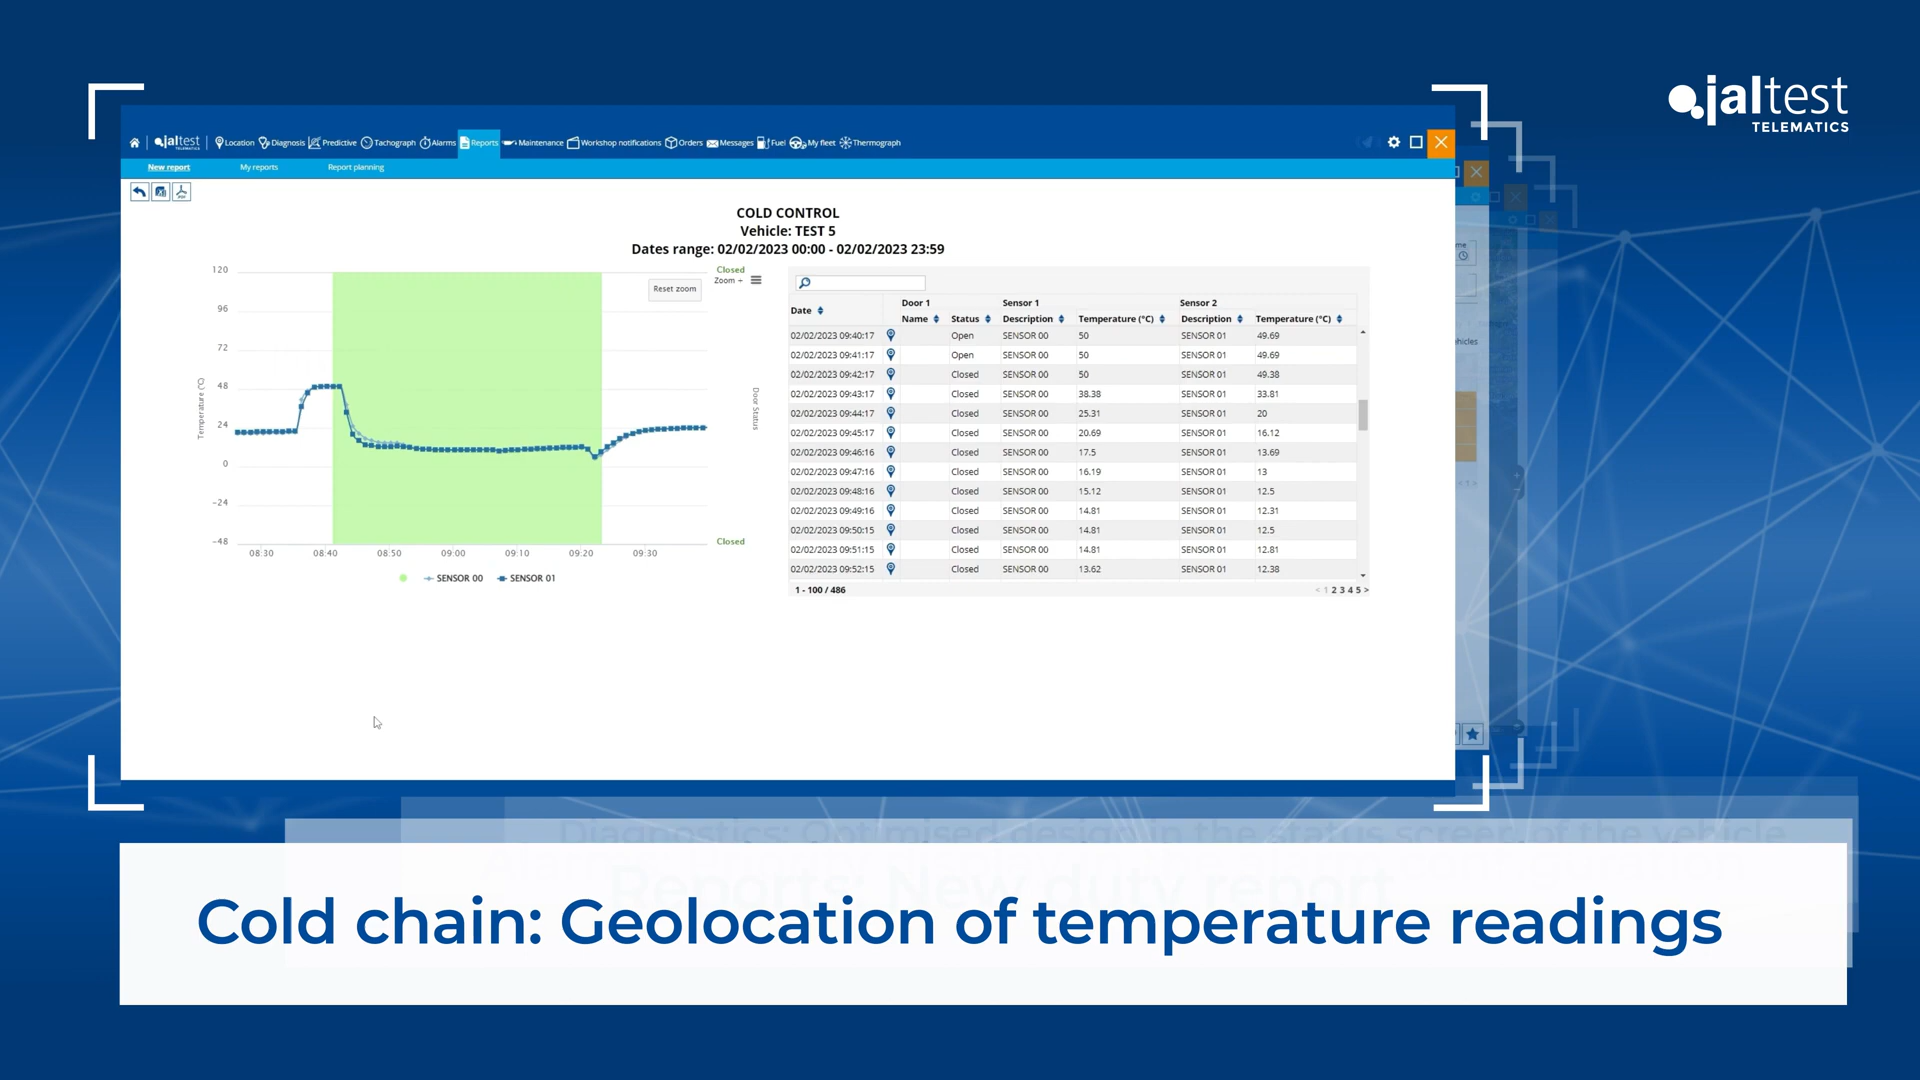 jaltest
TELEMATICS
jaltest
TELEMATICS
Location Diagnosis Predictive Tachograph Alarms Reports Maintenance Workshop notifications Orders Messages Fuel My fleet Thermograph
New report My reports Report planning
COLD CONTROL
Vehicle: TEST 5
Dates range: 02/02/2023 00:00 - 02/02/2023 23:59
Closed
Zoom -
Reset zoom
120
96
72
48
24
0
-24
-48
Temperature (°C)
Door Status
Closed
08:30 08:40 08:50 09:00 09:10 09:20 09:30
SENSOR 00 SENSOR 01
Door 1 Sensor 1 Sensor 2
Date Name Status Description Temperature (°C) Description Temperature (°C)
02/02/2023 09:40:17 Open SENSOR 00 50 SENSOR 01 49.69
02/02/2023 09:41:17 Open SENSOR 00 50 SENSOR 01 49.69
02/02/2023 09:42:17 Closed SENSOR 00 50 SENSOR 01 49.38
02/02/2023 09:43:17 Closed SENSOR 00 38.38 SENSOR 01 33.81
02/02/2023 09:44:17 Closed SENSOR 00 25.31 SENSOR 01 20
02/02/2023 09:45:17 Closed SENSOR 00 20.69 SENSOR 01 16.12
02/02/2023 09:46:16 Closed SENSOR 00 17.5 SENSOR 01 13.69
02/02/2023 09:47:16 Closed SENSOR 00 16.19 SENSOR 01 13
02/02/2023 09:48:16 Closed SENSOR 00 15.12 SENSOR 01 12.5
02/02/2023 09:49:16 Closed SENSOR 00 14.81 SENSOR 01 12.31
02/02/2023 09:50:15 Closed SENSOR 00 14.81 SENSOR 01 12.5
02/02/2023 09:51:15 Closed SENSOR 00 14.81 SENSOR 01 12.81
02/02/2023 09:52:15 Closed SENSOR 00 13.62 SENSOR 01 12.38
1 - 100 / 486 < 1 2 3 4 5 >
Diagnostics: Optimised design in the status screen of the vehicle
Reports: New duty report
Cold chain: Geolocation of temperature readings